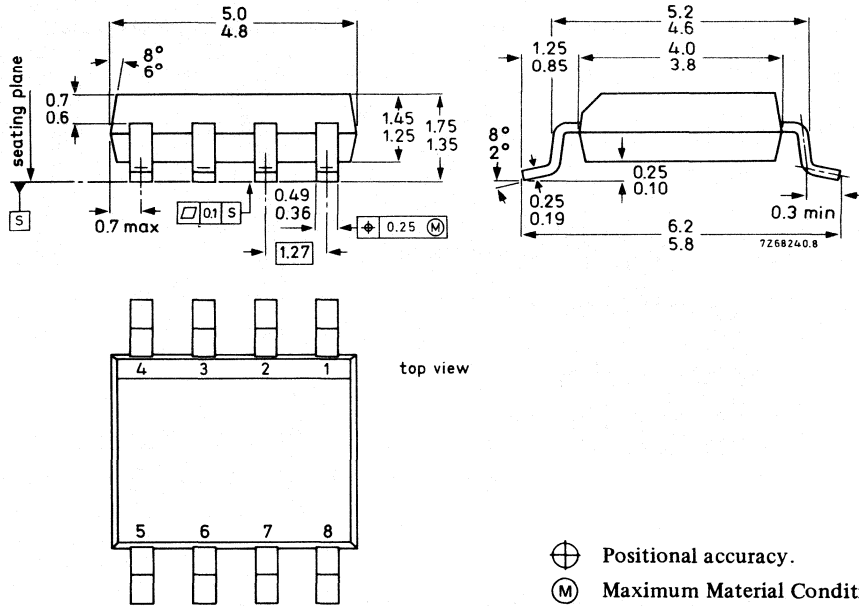 5.0
4.8
8°
6°
seating plane
0.7
0.6
1.45
1.25
1.75
1.35
S
0.7 max
0.1 S
0.49
0.36
0.25 M
1.27
5.2
4.6
1.25
0.85
4.0
3.8
8°
2°
0.25
0.10
0.25
0.19
0.3 min
6.2
5.8
7Z68240.8
4 3 2 1
top view
5 6 7 8
Positional accuracy.
M Maximum Material Condit